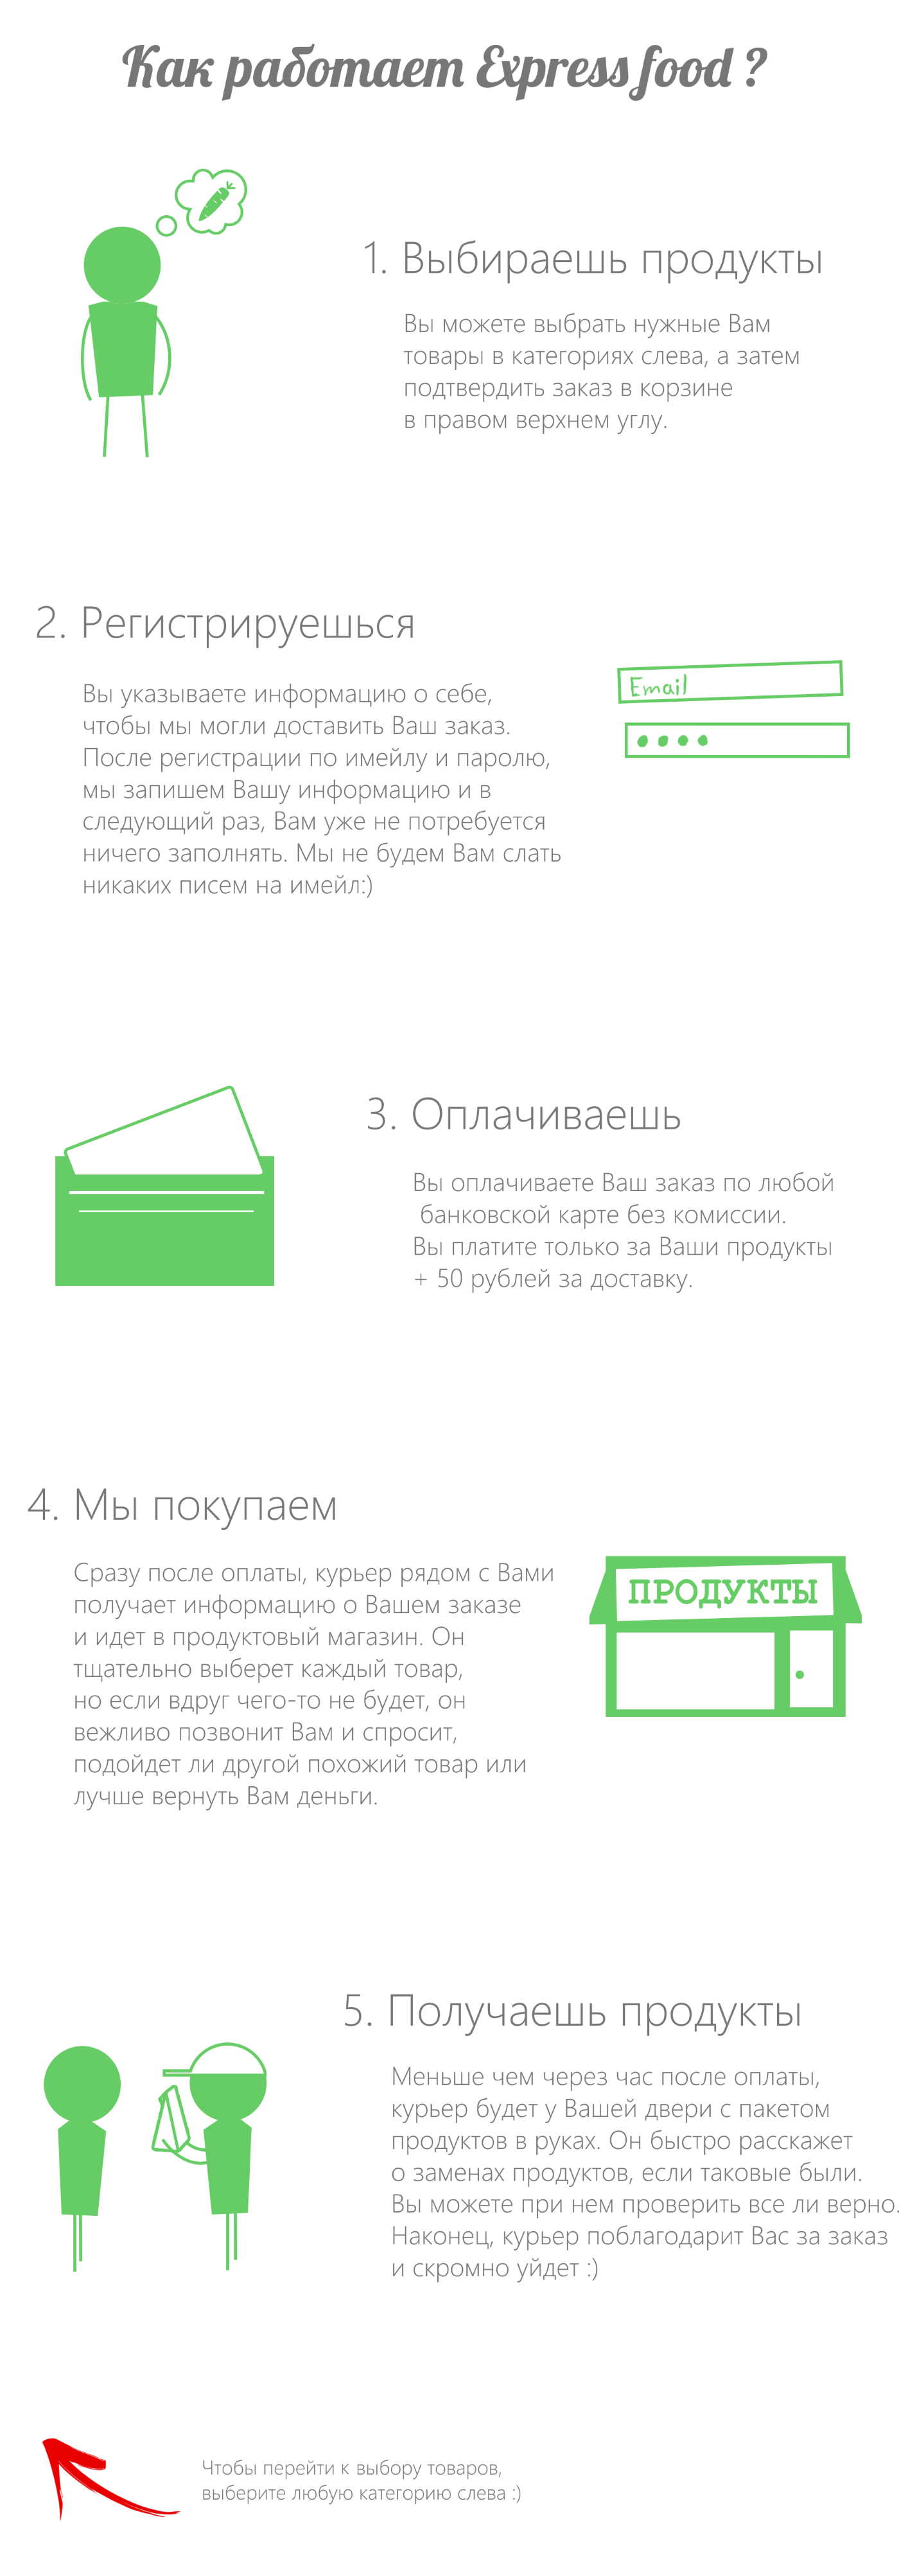 Как работает Express food ?
1. Выбираешь продукты
Вы можете выбрать нужные Вам
товары в категориях слева, а затем
подтвердить заказ в корзине
в правом верхнем углу.
2. Регистрируешься
Вы указываете информацию о себе,
чтобы мы могли доставить Ваш заказ.
После регистрации по имейлу и паролю,
мы запишем Вашу информацию и в
следующий раз, Вам уже не потребуется
ничего заполнять. Мы не будем Вам слать
никаких писем на имейл:)
Email
3. Оплачиваешь
Вы оплачиваете Ваш заказ по любой
банковской карте без комиссии.
Вы платите только за Ваши продукты
+ 50 рублей за доставку.
4. Мы покупаем
Сразу после оплаты, курьер рядом с Вами
получает информацию о Вашем заказе
и идет в продуктовый магазин. Он
тщательно выберет каждый товар,
но если вдруг чего-то не будет, он
вежливо позвонит Вам и спросит,
подойдет ли другой похожий товар или
лучше вернуть Вам деньги.
ПРОДУКТЫ
5. Получаешь продукты
Меньше чем через час после оплаты,
курьер будет у Вашей двери с пакетом
продуктов в руках. Он быстро расскажет
о заменах продуктов, если таковые были.
Вы можете при нем проверить все ли верно.
Наконец, курьер поблагодарит Вас за заказ
и скромно уйдет :)
Чтобы перейти к выбору товаров,
выберите любую категорию слева :)